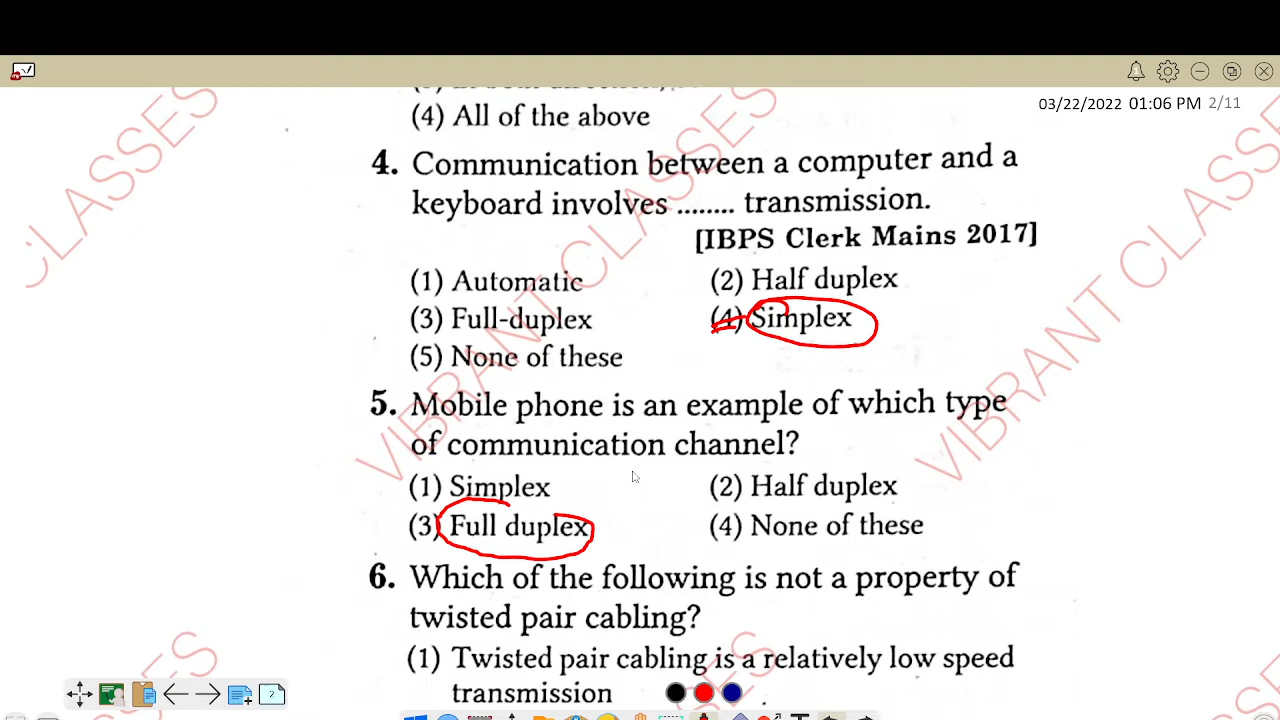 03/22/2022 01:06 PM 2/11
(4) All of the above
4. Communication between a computer and a
keyboard involves ........ transmission.
[IBPS Clerk Mains 2017]
(1) Automatic (2) Half duplex
(3) Full-duplex (4) Simplex
(5) None of these
5. Mobile phone is an example of which type
of communication channel?
(1) Simplex (2) Half duplex
(3) Full duplex (4) None of these
6. Which of the following is not a property of
twisted pair cabling?
(1) Twisted pair cabling is a relatively low speed
transmission
VIBRANT CLASSES
VIBRANT CLASSES
CLASSES
CLASSES